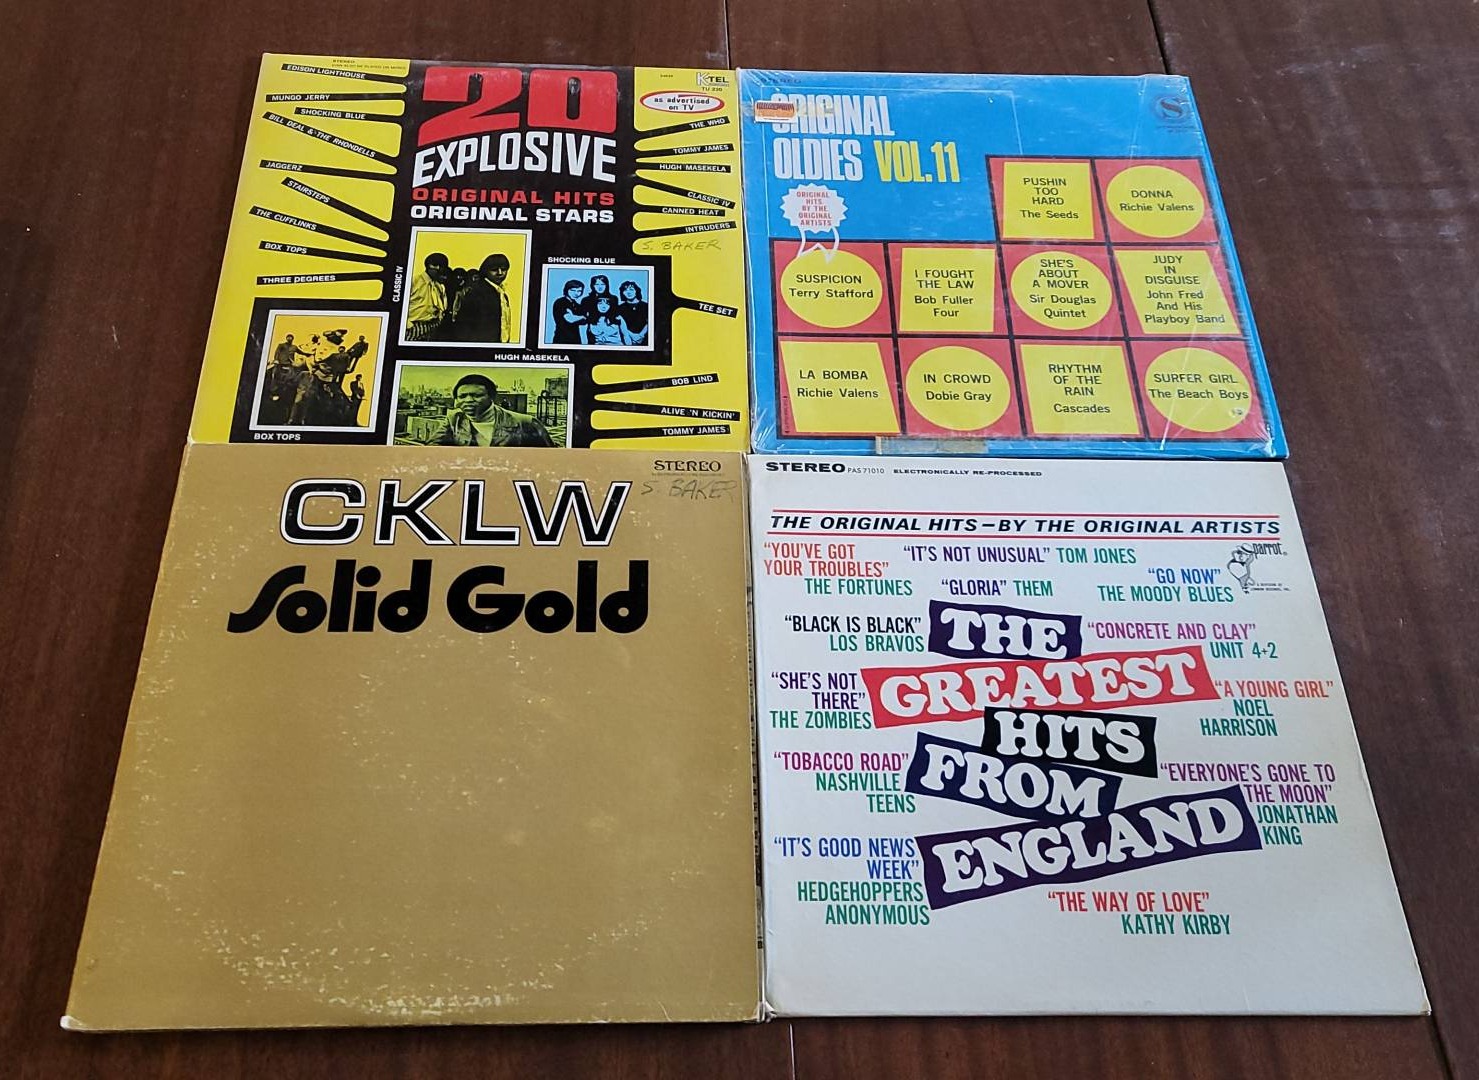 STEREO
EDISON LIGHTHOUSE
MUNGO JERRY
SHOCKING BLUE
BILL DEAL & THE RHONDELLS
JAGGERZ
STAIRSTEPS
THE CUFFLINKS
BOX TOPS
THREE DEGREES
20
EXPLOSIVE
ORIGINAL HITS
ORIGINAL STARS
K-TEL
TU 230
as advertised
on TV
THE WHO
TOMMY JAMES
HUGH MASEKELA
CLASSIC IV
CANNED HEAT
INTRUDERS
S. BAKER
TEE SET
BOB LIND
ALIVE 'N KICKIN'
TOMMY JAMES
CLASSIC IV
SHOCKING BLUE
HUGH MASEKELA
BOX TOPS
STEREO
ORIGINAL
OLDIES VOL.11
ORIGINAL
HITS
BY THE
ORIGINAL
ARTISTS
S
PUSHIN
TOO
HARD
The Seeds
DONNA
Richie Valens
SUSPICION
Terry Stafford
I FOUGHT
THE LAW
Bob Fuller
Four
SHE'S
ABOUT
A MOVER
Sir Douglas
Quintet
JUDY
IN
DISGUISE
John Fred
And His
Playboy Band
LA BOMBA
Richie Valens
IN CROWD
Dobie Gray
RHYTHM
OF THE
RAIN
Cascades
SURFER GIRL
The Beach Boys
STEREO
S. BAKER
CKLW
Solid Gold
STEREO PAS 71010 ELECTRONICALLY RE-PROCESSED
THE ORIGINAL HITS—BY THE ORIGINAL ARTISTS
"YOU'VE GOT
YOUR TROUBLES"
THE FORTUNES
"IT'S NOT UNUSUAL" TOM JONES
"GLORIA" THEM
"GO NOW"
THE MOODY BLUES
parrot
"BLACK IS BLACK"
LOS BRAVOS
"CONCRETE AND CLAY"
UNIT 4+2
"SHE'S NOT
THERE"
THE ZOMBIES
"A YOUNG GIRL"
NOEL
HARRISON
THE
GREATEST
HITS
FROM
ENGLAND
"TOBACCO ROAD"
NASHVILLE
TEENS
"EVERYONE'S GONE TO
THE MOON"
JONATHAN
KING
"IT'S GOOD NEWS
WEEK"
HEDGEHOPPERS
ANONYMOUS
"THE WAY OF LOVE"
KATHY KIRBY